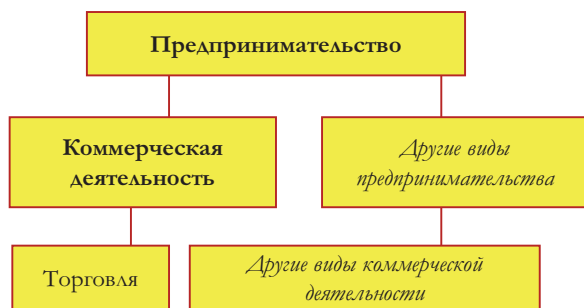 Предпринимательство
Коммерческая
деятельность
Другие виды
предпринимательства
Торговля
Другие виды коммерческой
деятельности